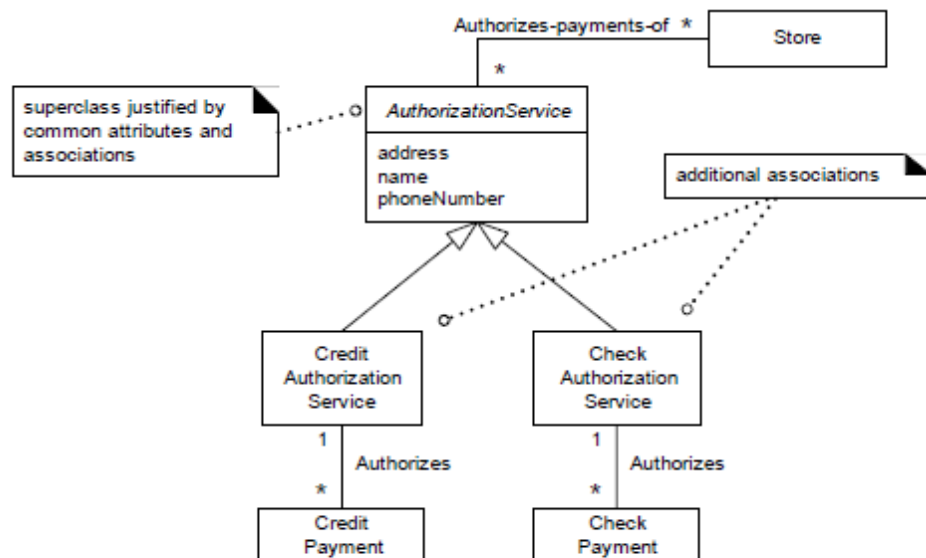 Authorizes-payments-of *
Store
*
superclass justified by
common attributes and
associations
AuthorizationService
address
name
phoneNumber
additional associations
Credit
Authorization
Service
Check
Authorization
Service
1
Authorizes
*
1
Authorizes
*
Credit
Payment
Check
Payment